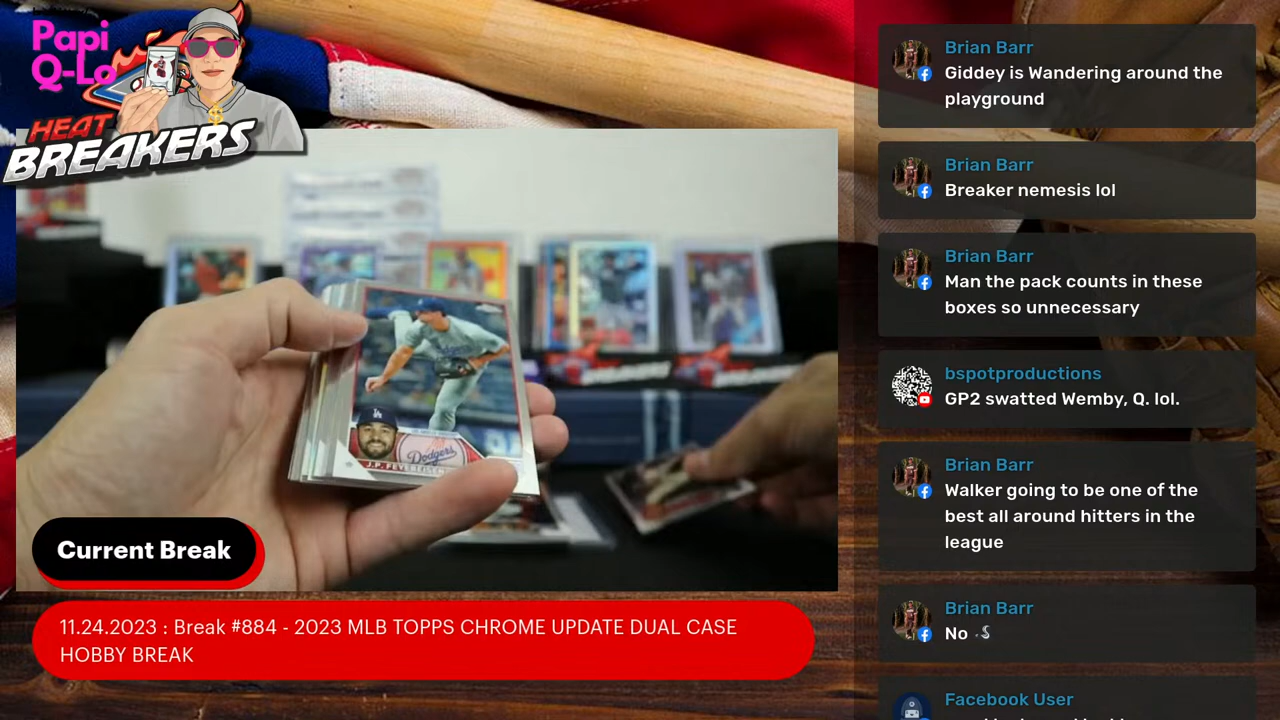 Papi
Q-Lo
HEAT
BREAKERS
Dodgers
Current Break
11.24.2023 : Break #884 - 2023 MLB TOPPS CHROME UPDATE DUAL CASE
HOBBY BREAK
Brian Barr
Giddey is Wandering around the
playground
Brian Barr
Breaker nemesis lol
Brian Barr
Man the pack counts in these
boxes so unnecessary
bspotproductions
GP2 swatted Wemby, Q. lol.
Brian Barr
Walker going to be one of the
best all around hitters in the
league
Brian Barr
No
Facebook User